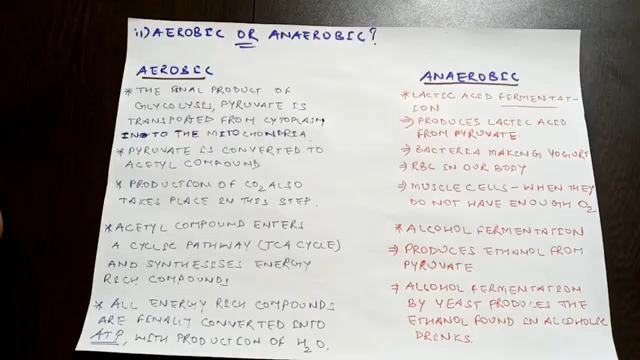 ii) AEROBIC OR ANAEROBIC?
AEROBIC
* THE FINAL PRODUCT OF
GLYCOLYSIS, PYRUVATE IS
TRANSPORTED FROM CYTOPLASM
INTO THE MITOCHONDRIA.
* PYRUVATE IS CONVERTED TO
ACETYL COMPOUND
* PRODUCTION OF CO2 ALSO
TAKES PLACE IN THIS STEP.
* ACETYL COMPOUND ENTERS
A CYCLIC PATHWAY (TCA CYCLE)
AND SYNTHESISES ENERGY
RICH COMPOUNDS
* ALL ENERGY RICH COMPOUNDS
ARE FINALLY CONVERTED INTO
ATP, WITH PRODUCTION OF H2O.
ANAEROBIC
* LACTIC ACID FERMENTAT-
ION
⇒ PRODUCES LACTIC ACID
FROM PYRUVATE.
⇒ BACTERIA MAKING YOGURT
⇒ RBC IN OUR BODY
⇒ MUSCLE CELLS - WHEN THEY
DO NOT HAVE ENOUGH O2
* ALCOHOL FERMENTATION
⇒ PRODUCES ETHANOL FROM
PYRUVATE
⇒ ALCOHOL FERMENTATION
BY YEAST PRODUCES THE
ETHANOL FOUND IN ALCOHOLIC
DRINKS.